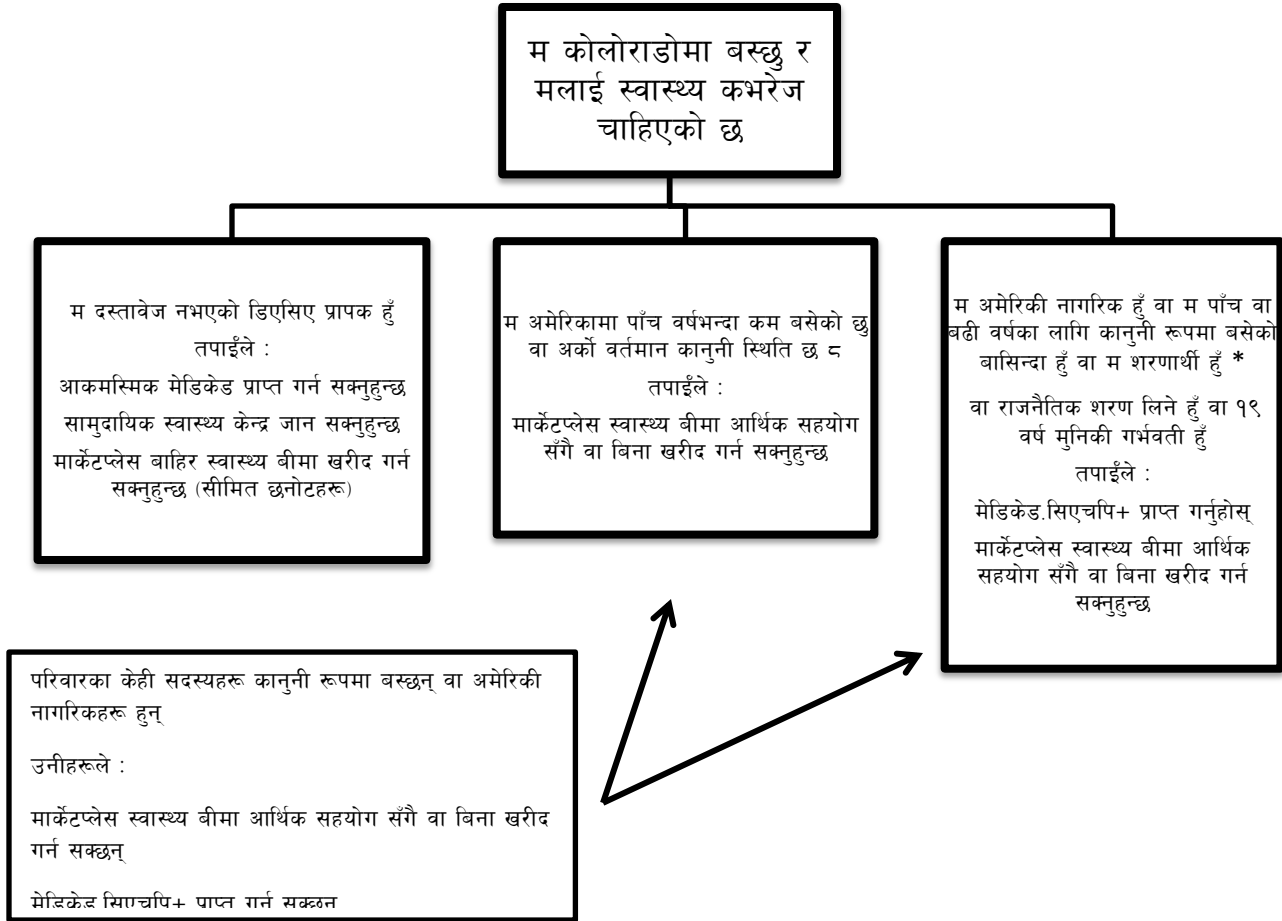 म कोलोराडोमा बस्छु र
मलाई स्वास्थ्य कभरेज
चाहिएको छ
म दस्तावेज नभएको डिएसिए प्रापक हुँ
तपाईंले :
आकमस्मिक मेडिकेड प्राप्त गर्न सक्नुहुन्छ
सामुदायिक स्वास्थ्य केन्द्र जान सक्नुहुन्छ
मार्केटप्लेस बाहिर स्वास्थ्य बीमा खरीद गर्न
सक्नुहुन्छ (सीमित छनोटहरू)
म अमेरिकामा पाँच वर्षभन्दा कम बसेको छु
वा अर्को वर्तमान कानुनी स्थिति छ ८
तपाईंले :
मार्केटप्लेस स्वास्थ्य बीमा आर्थिक सहयोग
सँगै वा बिना खरीद गर्न सक्नुहुन्छ
म अमेरिकी नागरिक हुँ वा म पाँच वा
बढी वर्षका लागि कानुनी रूपमा बसेको
बासिन्दा हुँ वा म शरणार्थी हुँ *
वा राजनैतिक शरण लिने हुँ वा १९
वर्ष मुनिकी गर्भवती हुँ
तपाईंले :
मेडिकेड.सिएचपि+ प्राप्त गर्नुहोस्
मार्केटप्लेस स्वास्थ्य बीमा आर्थिक
सहयोग सँगै वा बिना खरीद गर्न
सक्नुहुन्छ
परिवारका केही सदस्यहरू कानुनी रूपमा बस्छन् वा अमेरिकी
नागरिकहरू हुन्
उनीहरूले :
मार्केटप्लेस स्वास्थ्य बीमा आर्थिक सहयोग सँगै वा बिना खरीद
गर्न सक्छन्
मेडिकेड.सिएचपि+ प्राप्त गर्न सक्छन्